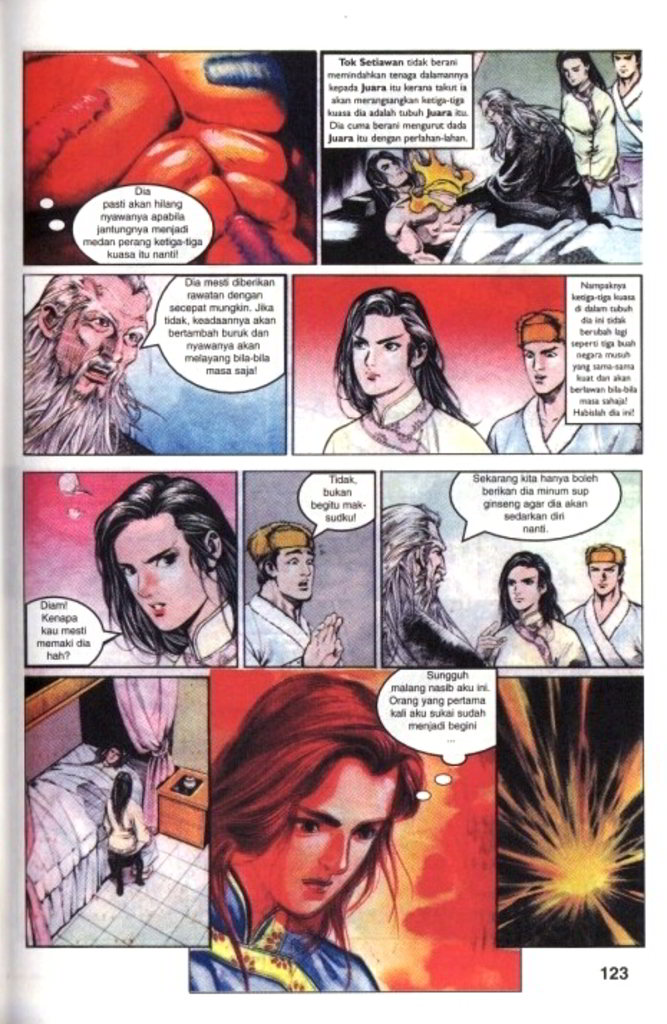 Dia
pasti akan hilang
nyawanya apabila
jantungnya menjadi
medan perang ketiga-tiga
kuasa itu nanti!
Tok Setiawan tidak berani
memindahkan tenaga dalamannya
kepada Juara itu kerana takut ia
akan merangsangkan ketiga-tiga
kuasa dia adalah tubuh Juara itu.
Dia cuma berani mengurut dada
Juara itu dengan perlahan-lahan.
Dia mesti diberikan
rawatan dengan
secepat mungkin. Jika
tidak, keadaannya akan
bertambah buruk dan
nyawanya akan
melayang bila-bila
masa saja!
Nampaknya
ketiga-tiga kuasa
di dalam tubuh
dia ini tidak
berubah lagi
seperti tiga buah
negara musuh
yang sama-sama
kuat dan akan
berlawan bila-bila
masa sahaja!
Habislah dia ini!
Diam!
Kenapa
kau mesti
memaki dia
hah?
Tidak,
bukan
begitu mak-
sudku!
Sekarang kita hanya boleh
berikan dia minum sup
ginseng agar dia akan
sedarkan diri
nanti.
Sungguh
malang nasib aku ini.
Orang yang pertama
kali aku sukai sudah
menjadi begini
...
123